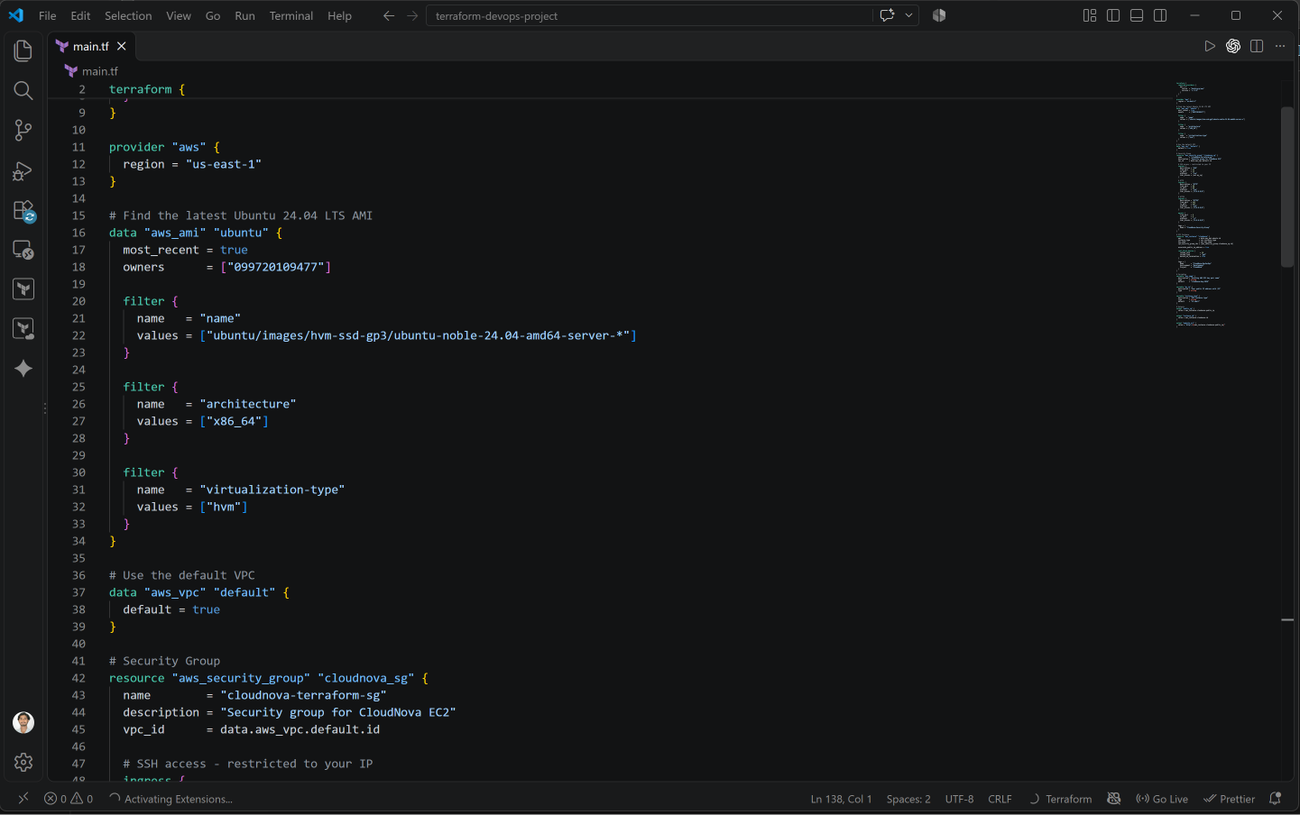 File Edit Selection View Go Run Terminal Help
terraform-devops-project
main.tf
main.tf
2 terraform {
9 }
10
11 provider "aws" {
12 region = "us-east-1"
13 }
14
15 # Find the latest Ubuntu 24.04 LTS AMI
16 data "aws_ami" "ubuntu" {
17 most_recent = true
18 owners      = ["099720109477"]
19
20 filter {
21 name   = "name"
22 values = ["ubuntu/images/hvm-ssd-gp3/ubuntu-noble-24.04-amd64-server-*"]
23 }
24
25 filter {
26 name   = "architecture"
27 values = ["x86_64"]
28 }
29
30 filter {
31 name   = "virtualization-type"
32 values = ["hvm"]
33 }
34 }
35
36 # Use the default VPC
37 data "aws_vpc" "default" {
38 default = true
39 }
40
41 # Security Group
42 resource "aws_security_group" "cloudnova_sg" {
43 name        = "cloudnova-terraform-sg"
44 description = "Security group for CloudNova EC2"
45 vpc_id      = data.aws_vpc.default.id
46
47 # SSH access - restricted to your IP
48 ingress {
0 0 Activating Extensions... Ln 138, Col 1 Spaces: 2 UTF-8 CRLF Terraform Go Live Prettier